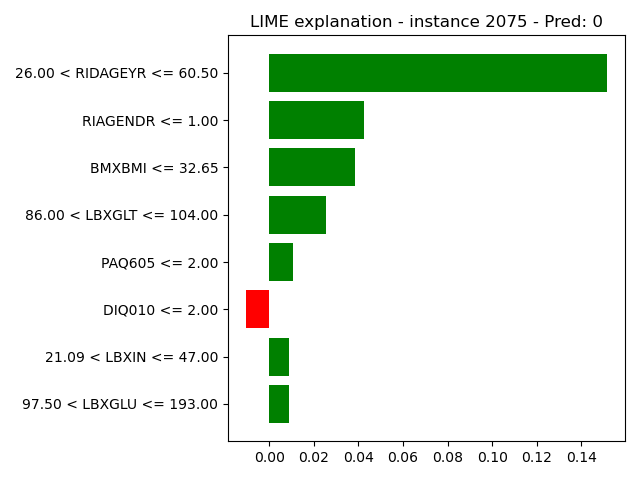 LIME explanation - instance 2075 - Pred: 0
26.00 < RIDAGEYR <= 60.50
RIAGENDR <= 1.00
BMXBMI <= 32.65
86.00 < LBXGLT <= 104.00
PAQ605 <= 2.00
DIQ010 <= 2.00
21.09 < LBXIN <= 47.00
97.50 < LBXGLU <= 193.00
0.00 0.02 0.04 0.06 0.08 0.10 0.12 0.14